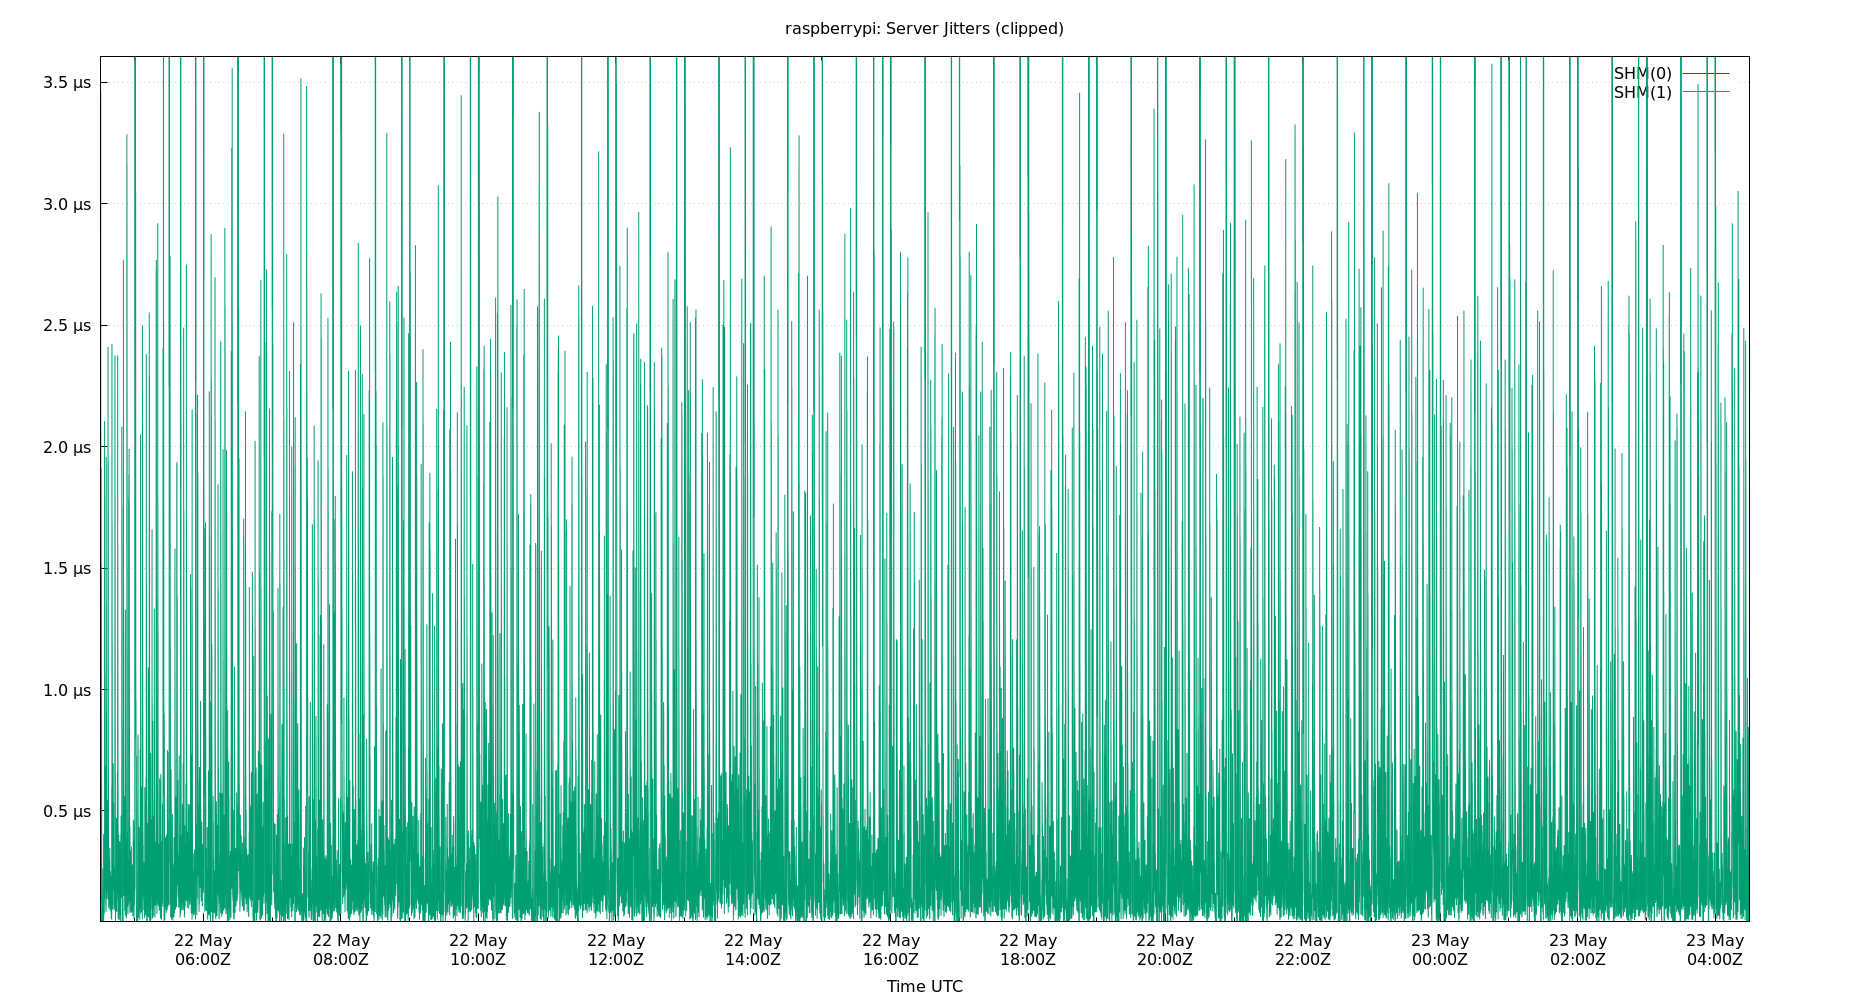 raspberrypi: Server Jitters (clipped)
SHM(0)
SHM(1)
3.5 µs
3.0 µs
2.5 µs
2.0 µs
1.5 µs
1.0 µs
0.5 µs
22 May 22 May 22 May 22 May 22 May 22 May 22 May 22 May 22 May 23 May 23 May 23 May
06:00Z 08:00Z 10:00Z 12:00Z 14:00Z 16:00Z 18:00Z 20:00Z 22:00Z 00:00Z 02:00Z 04:00Z
Time UTC